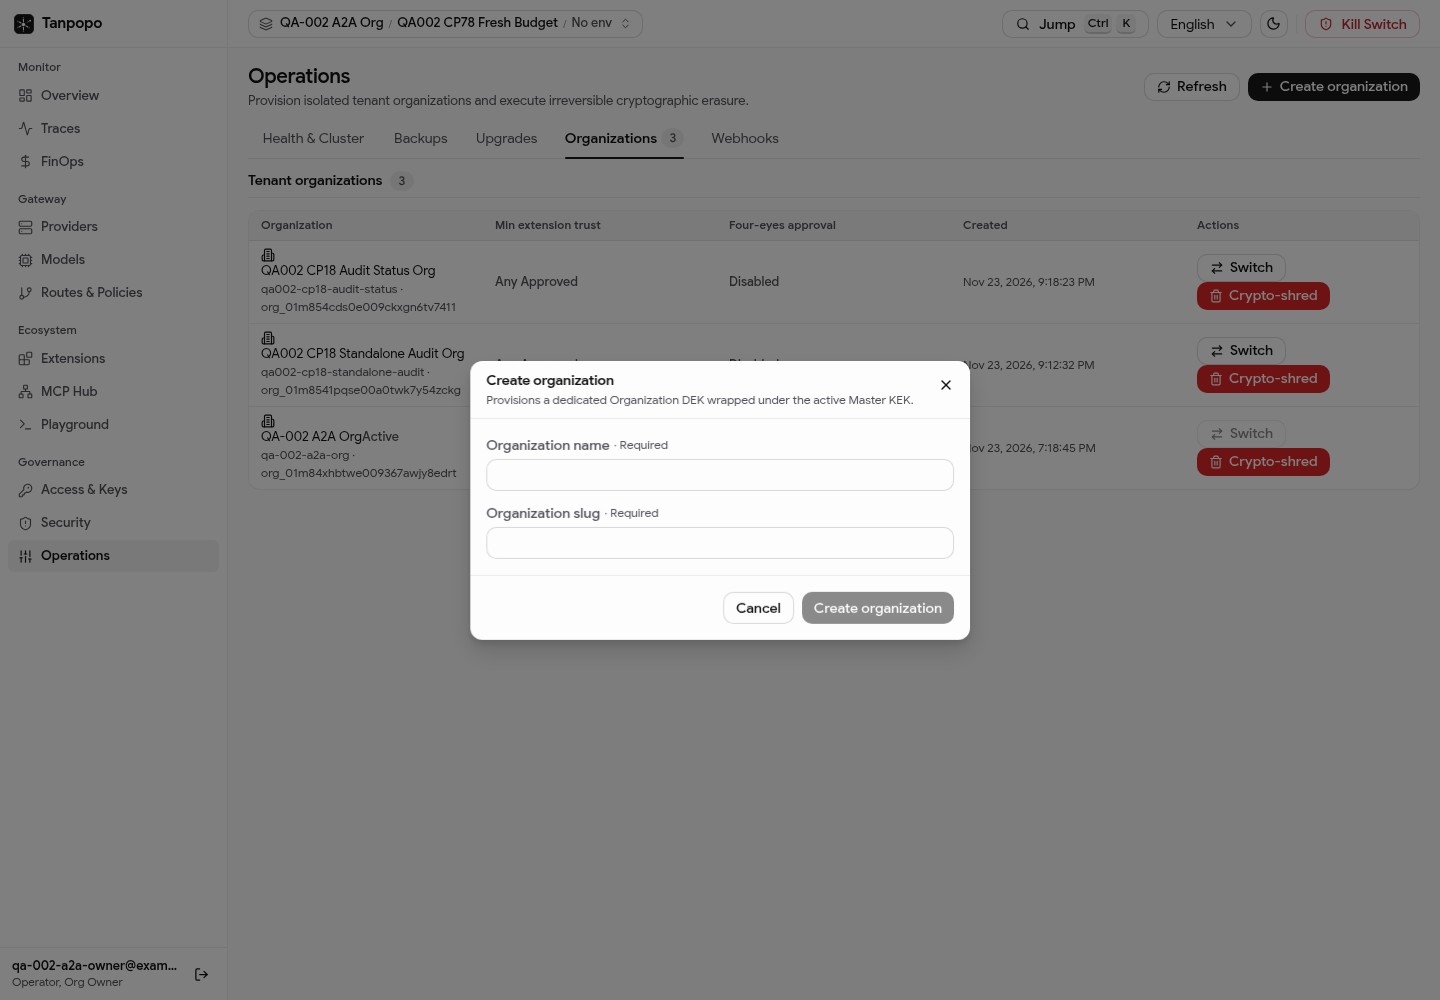 Tanpopo
QA-002 A2A Org / QA002 CP78 Fresh Budget / No env
Jump Ctrl K
English
Kill Switch
Monitor
Overview
Traces
FinOps
Gateway
Providers
Models
Routes & Policies
Ecosystem
Extensions
MCP Hub
Playground
Governance
Access & Keys
Security
Operations
qa-002-a2a-owner@exam...
Operator, Org Owner
Operations
Provision isolated tenant organizations and execute irreversible cryptographic erasure.
Refresh
Create organization
Health & Cluster Backups Upgrades Organizations 3 Webhooks
Tenant organizations 3
Organization Min extension trust Four-eyes approval Created Actions
QA002 CP18 Audit Status Org
qa002-cp18-audit-status ·
org_01m854cds0e009ckxgn6tv7411
Any Approved Disabled Nov 23, 2026, 9:18:23 PM
Switch
Crypto-shred
QA002 CP18 Standalone Audit Org
qa002-cp18-standalone-audit ·
org_01m8541pqse00a0twk7y54zckg
Nov 23, 2026, 9:12:32 PM
Switch
Crypto-shred
QA-002 A2A OrgActive
qa-002-a2a-org ·
org_01m84xhbtwe009367awjy8edrt
Nov 23, 2026, 7:18:45 PM
Switch
Crypto-shred
Create organization
Provisions a dedicated Organization DEK wrapped under the active Master KEK.
Organization name · Required
Organization slug · Required
Cancel
Create organization